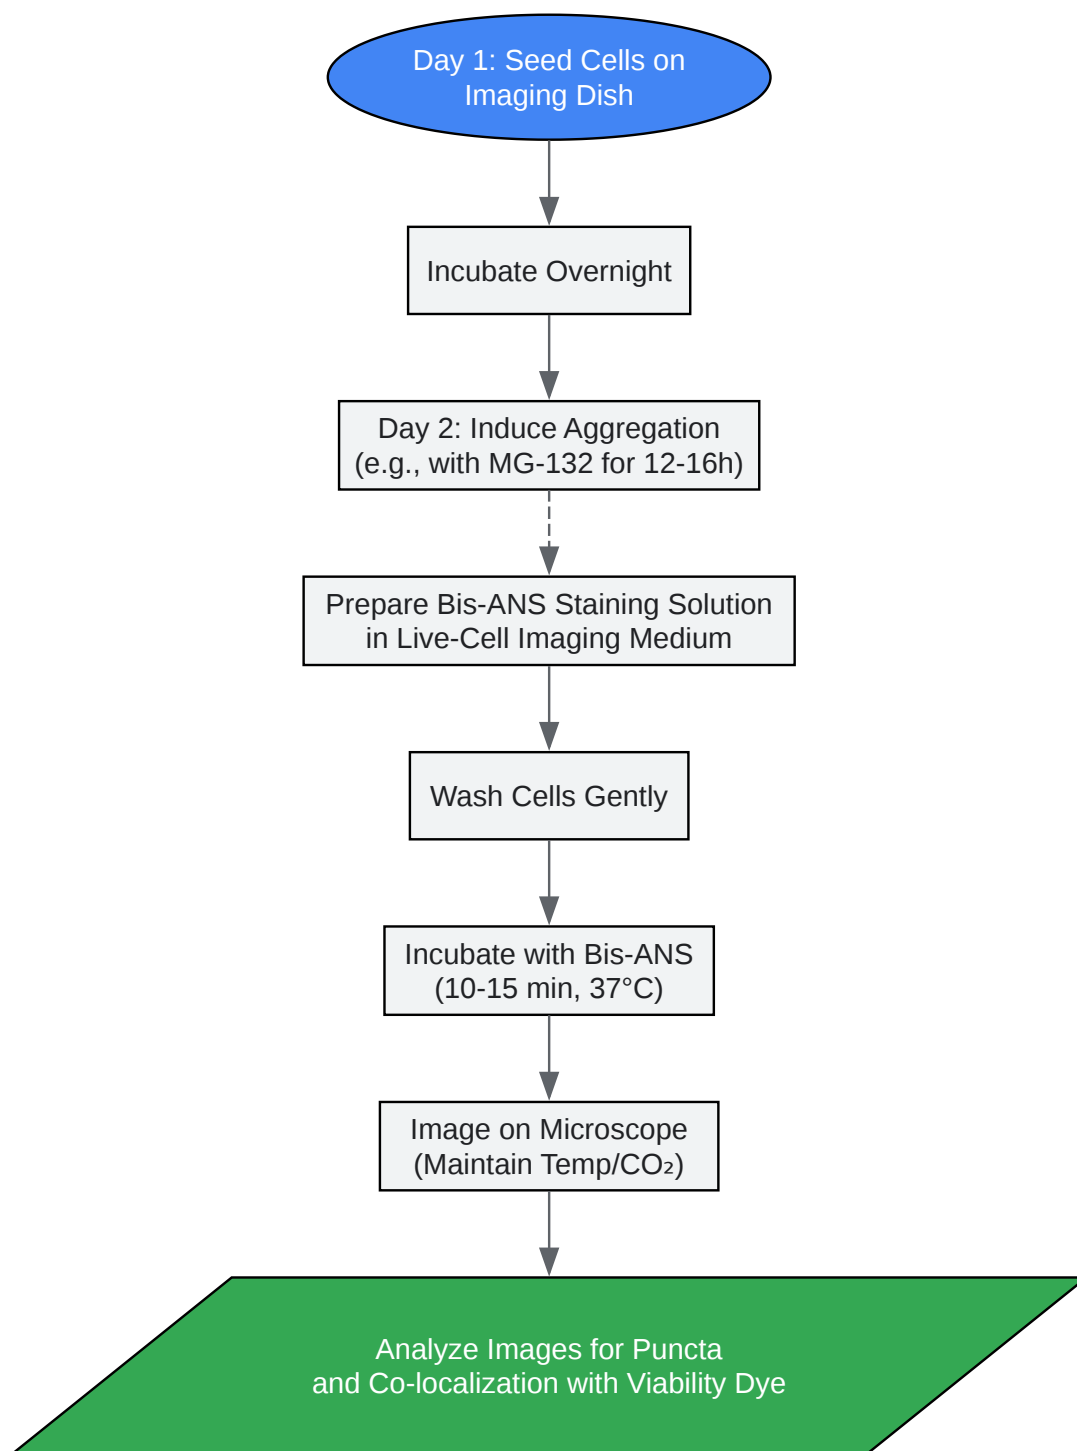 Day 1: Seed Cells on
Imaging Dish
Incubate Overnight
Day 2: Induce Aggregation
(e.g., with MG-132 for 12-16h)
Prepare Bis-ANS Staining Solution
in Live-Cell Imaging Medium
Wash Cells Gently
Incubate with Bis-ANS
(10-15 min, 37°C)
Image on Microscope
(Maintain Temp/CO₂)
Analyze Images for Puncta
and Co-localization with Viability Dye